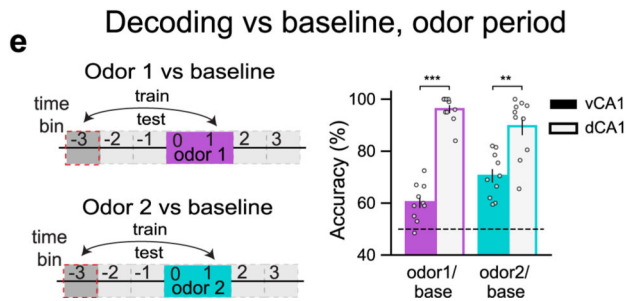 Decoding vs baseline, odor period
e
Odor 1 vs baseline
time
bin
train
test
-3 -2 -1 0 1 2 3
odor 1
Odor 2 vs baseline
time
bin
train
test
-3 -2 -1 0 1 2 3
odor 2
Accuracy (%)
100
80
60
40
*** **
odor1/
base
odor2/
base
vCA1
dCA1